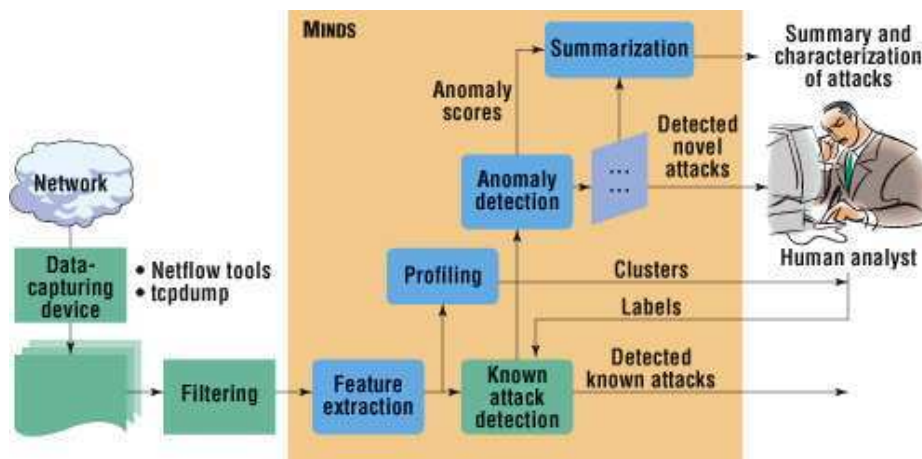 MINDS
Summarization
Summary and
characterization
of attacks
Anomaly
scores
Detected
novel
attacks
...
...
Network
Anomaly
detection
Data-
capturing
device
• Netflow tools
• tcpdump
Profiling
Clusters
Human analyst
Labels
Filtering
Feature
extraction
Known
attack
detection
Detected
known attacks